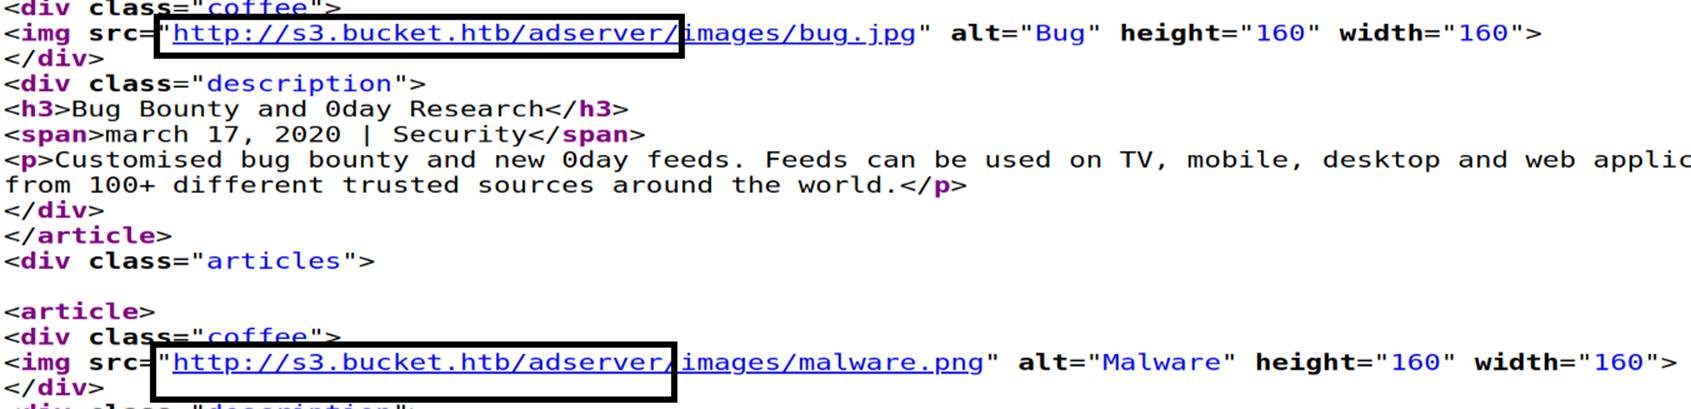 <div class="coffee">
<img src="http://s3.bucket.htb/adserver/images/bug.jpg" alt="Bug" height="160" width="160">
</div>
<div class="description">
<h3>Bug Bounty and 0day Research</h3>
<span>march 17, 2020 | Security</span>
<p>Customised bug bounty and new 0day feeds. Feeds can be used on TV, mobile, desktop and web applic
from 100+ different trusted sources around the world.</p>
</div>
</article>
<div class="articles">
<article>
<div class="coffee">
<img src="http://s3.bucket.htb/adserver/images/malware.png" alt="Malware" height="160" width="160">
</div>
<div class="description">